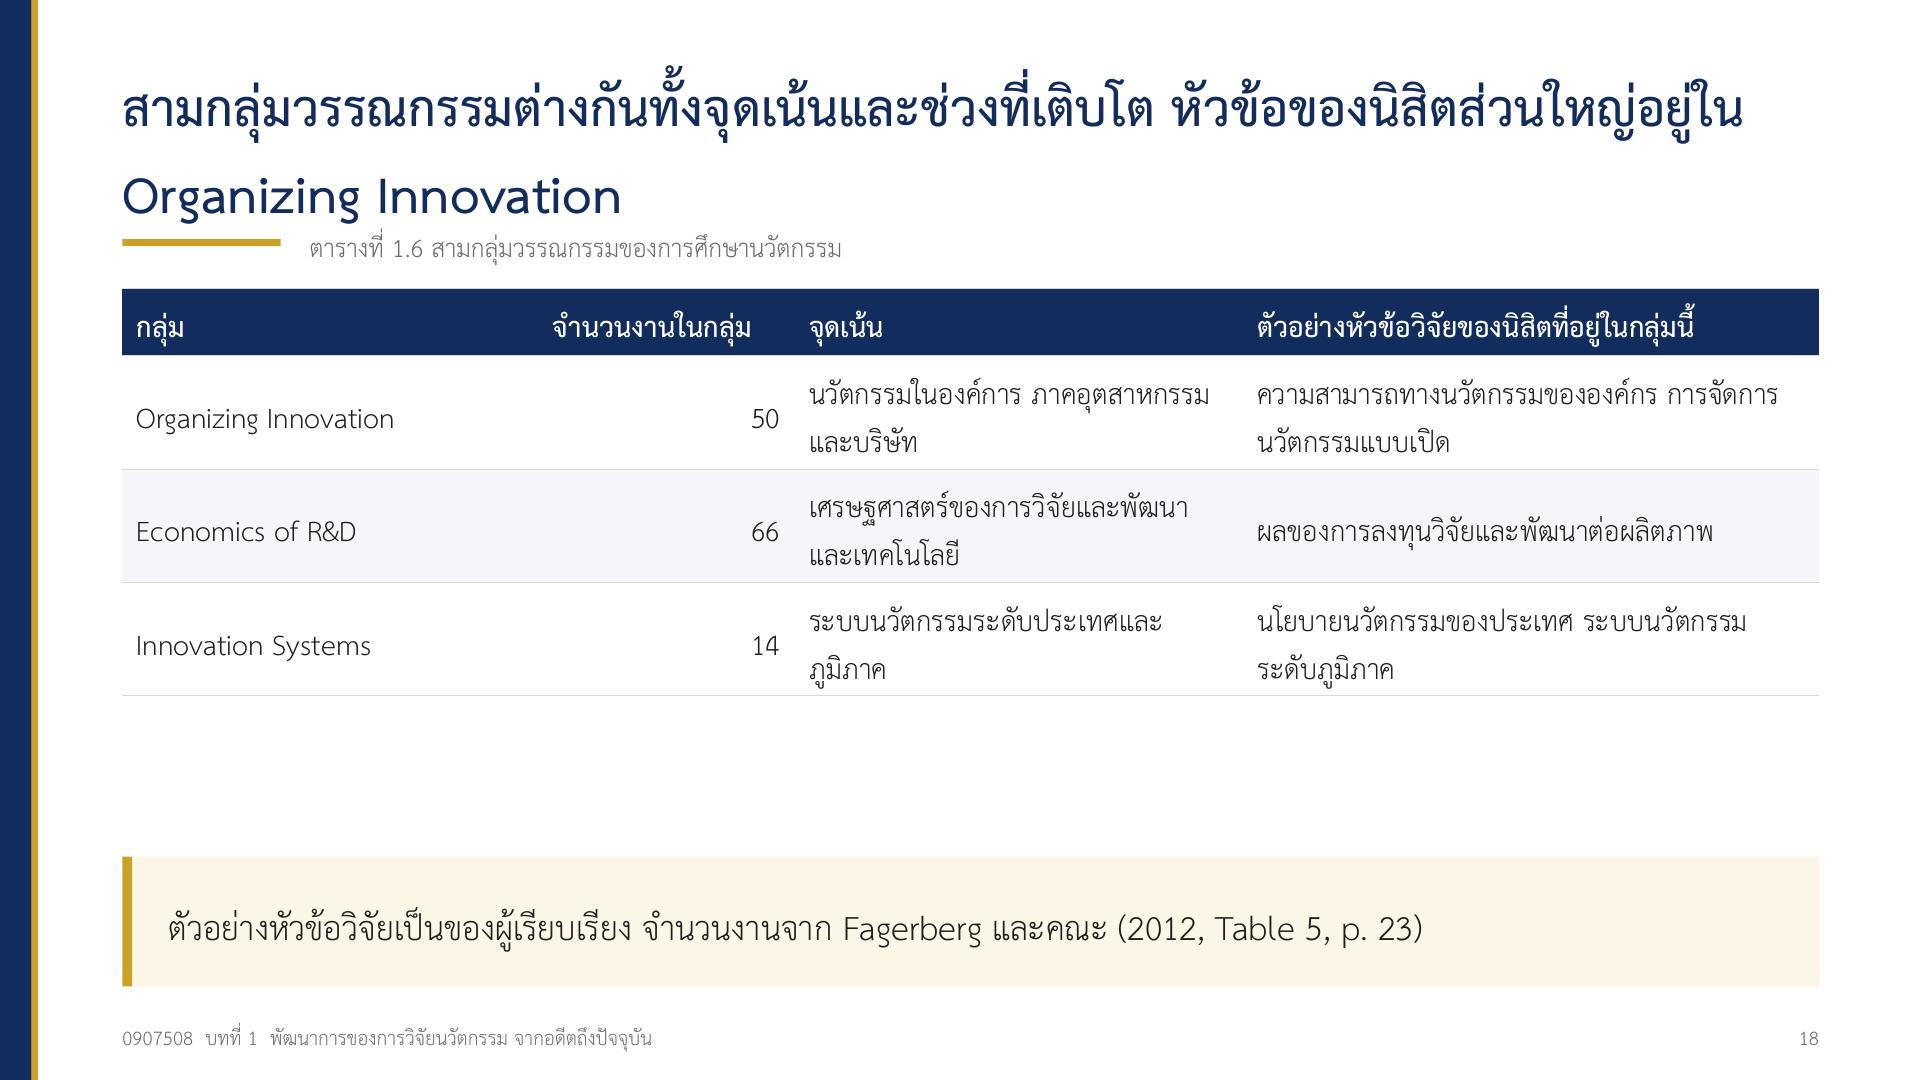 สามกลุ่มวรรณกรรมต่างกันทั้งจุดเน้นและช่วงที่เติบโต หัวข้อของนิสิตส่วนใหญ่อยู่ใน
Organizing Innovation
ตารางที่ 1.6 สามกลุ่มวรรณกรรมของการศึกษานวัตกรรม
กลุ่ม จำนวนงานในกลุ่ม จุดเน้น ตัวอย่างหัวข้อวิจัยของนิสิตที่อยู่ในกลุ่มนี้
Organizing Innovation 50 นวัตกรรมในองค์การ ภาคอุตสาหกรรม
และบริษัท ความสามารถทางนวัตกรรมขององค์กร การจัดการ
นวัตกรรมแบบเปิด
Economics of R&D 66 เศรษฐศาสตร์ของการวิจัยและพัฒนา
และเทคโนโลยี ผลของการลงทุนวิจัยและพัฒนาต่อผลิตภาพ
Innovation Systems 14 ระบบนวัตกรรมระดับประเทศและ
ภูมิภาค นโยบายนวัตกรรมของประเทศ ระบบนวัตกรรม
ระดับภูมิภาค
ตัวอย่างหัวข้อวิจัยเป็นของผู้เรียบเรียง จำนวนงานจาก Fagerberg และคณะ (2012, Table 5, p. 23)
0907508 บทที่ 1 พัฒนาการของการวิจัยนวัตกรรม จากอดีตถึงปัจจุบัน 18